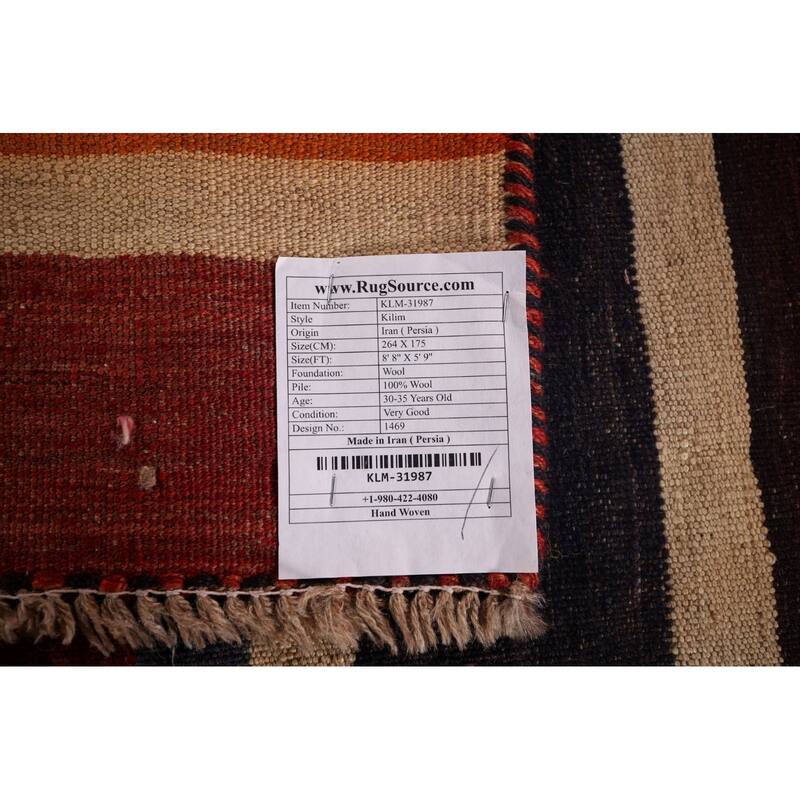 www.RugSource.com
Item Number: KLM-31987
Style Kilim
Origin Iran ( Persia )
Size(CM): 264 X 175
Size(FT): 8' 8" X 5' 9"
Foundation: Wool
Pile: 100% Wool
Age: 30-35 Years Old
Condition: Very Good
Design No.: 1469
Made in Iran ( Persia )
KLM-31987
+1-980-422-4080
Hand Woven